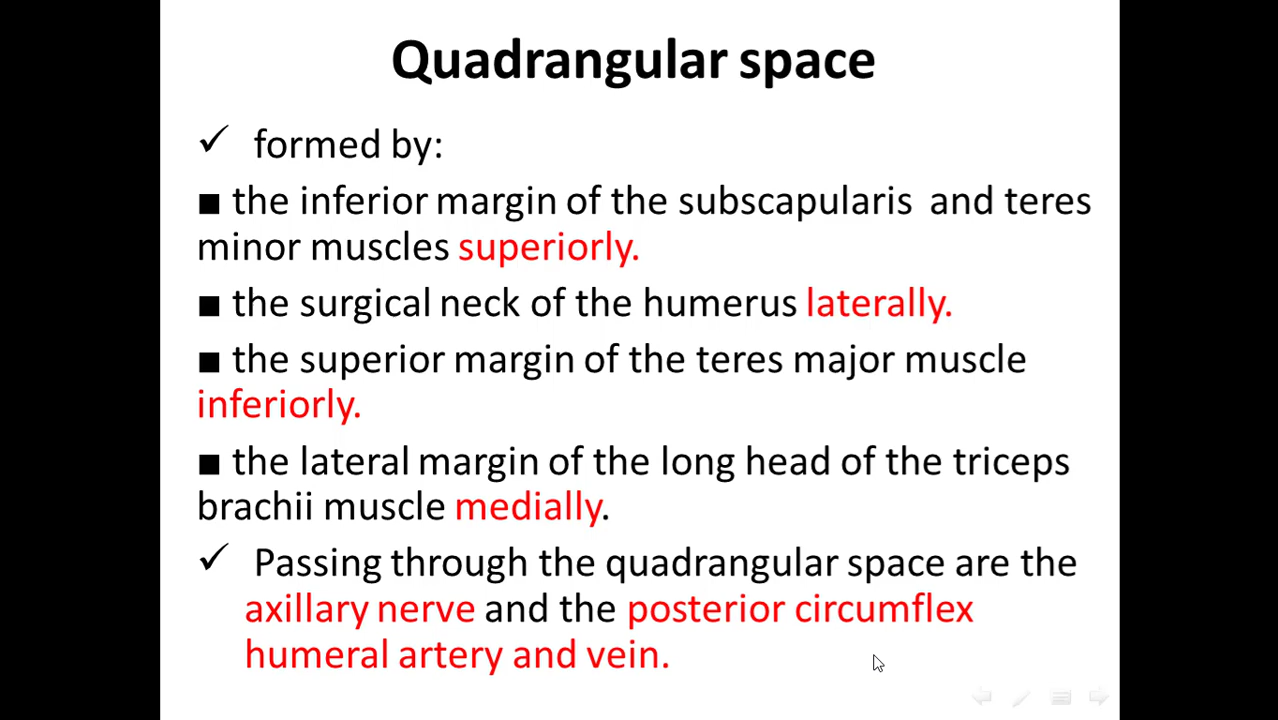 Quadrangular space
✓ formed by:
■ the inferior margin of the subscapularis and teres
minor muscles superiorly.
■ the surgical neck of the humerus laterally.
■ the superior margin of the teres major muscle
inferiorly.
■ the lateral margin of the long head of the triceps
brachii muscle medially.
✓ Passing through the quadrangular space are the
axillary nerve and the posterior circumflex
humeral artery and vein.